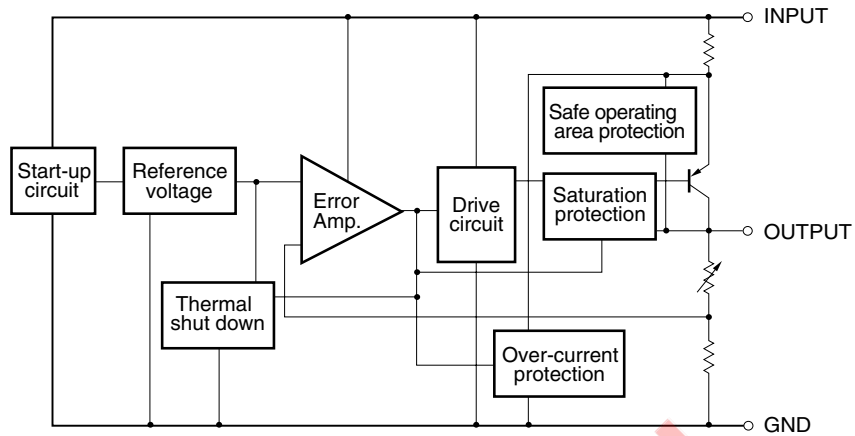 INPUT
Safe operating
area protection
Start-up
circuit
Reference
voltage
Error
Amp.
Drive
circuit
Saturation
protection
OUTPUT
Thermal
shut down
Over-current
protection
GND